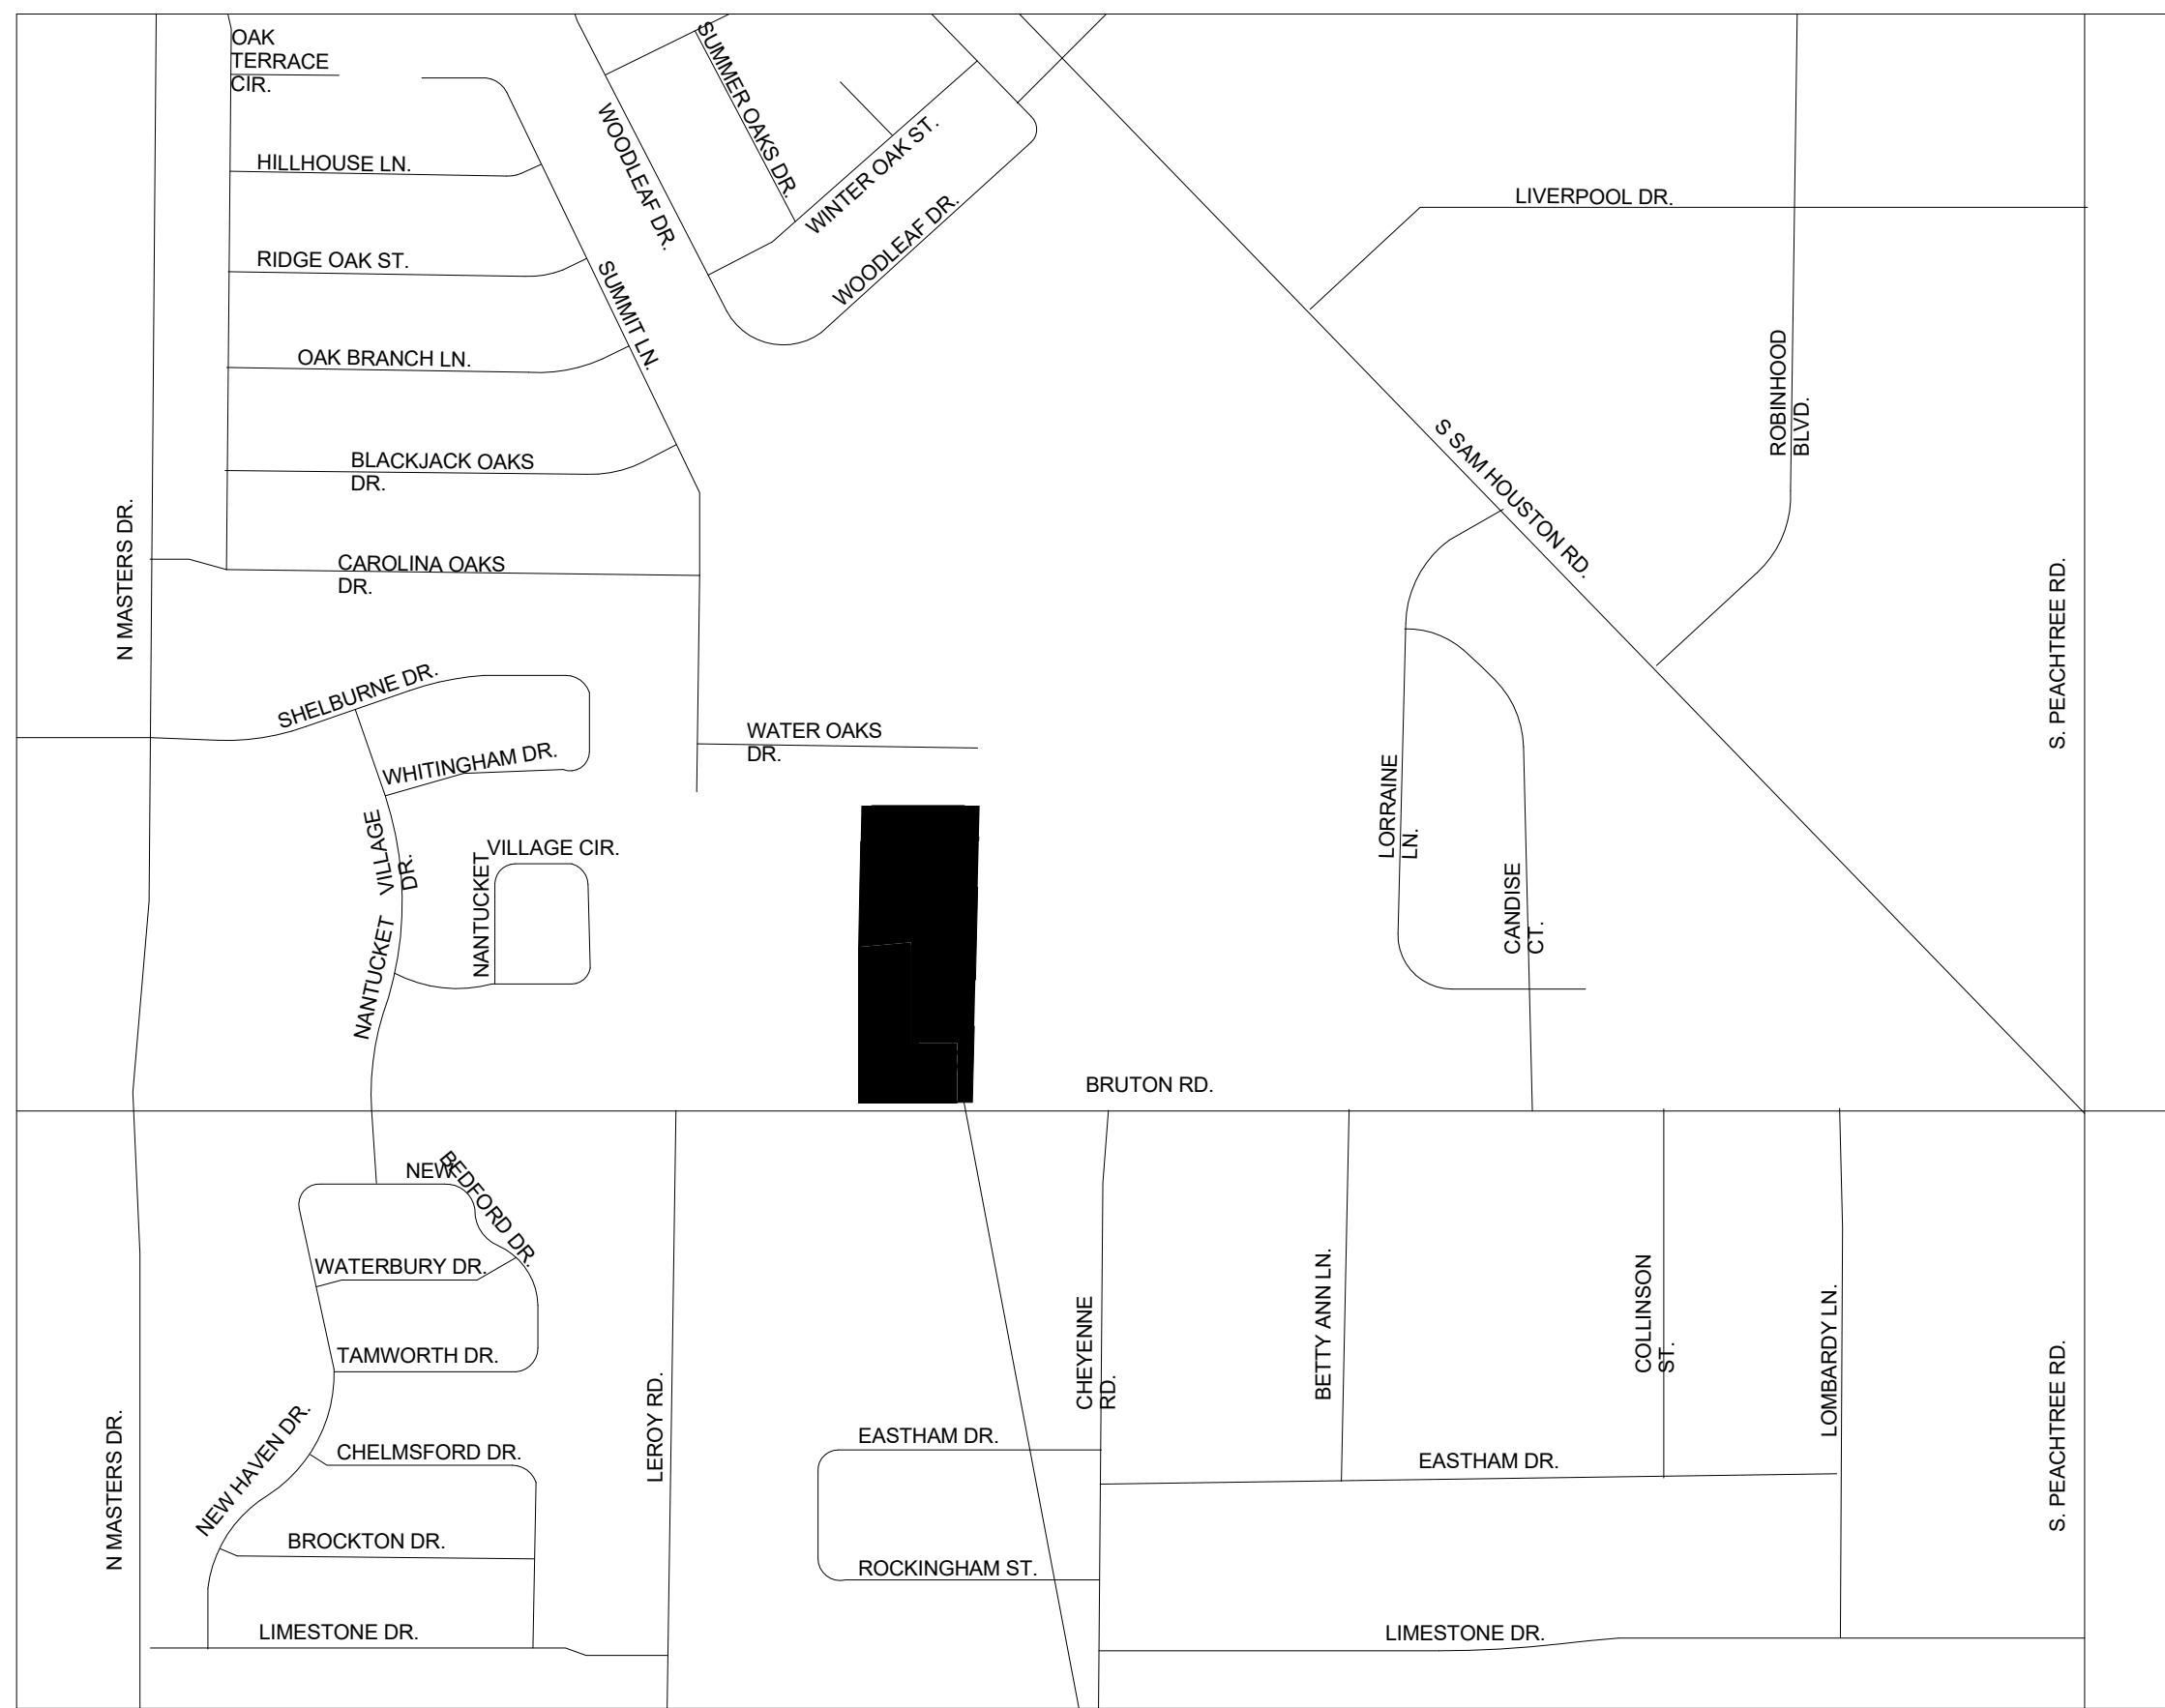 OAK
TERRACE
CIR.
SUMMER OAKS DR.
WOODLEAF DR.
HILLHOUSE LN.
WINTER OAK ST.
WOODLEAF DR.
LIVERPOOL DR.
RIDGE OAK ST.
SUMMIT LN.
OAK BRANCH LN.
ROBINHOOD
BLVD.
BLACKJACK OAKS
DR.
S SAM HOUSTON RD.
N MASTERS DR.
CAROLINA OAKS
DR.
S. PEACHTREE RD.
SHELBURNE DR.
WATER OAKS
DR.
WHITINGHAM DR.
LORRAINE
LN.
NANTUCKET VILLAGE
DR.
VILLAGE CIR.
NANTUCKET
CANDISE
CT.
BRUTON RD.
NEW
BEDFORD DR.
WATERBURY DR.
BETTY ANN LN.
COLLINSON
ST.
LOMBARDY LN.
CHEYENNE
RD.
TAMWORTH DR.
S. PEACHTREE RD.
LEROY RD.
NEW HAVEN DR.
N MASTERS DR.
EASTHAM DR.
CHELMSFORD DR.
EASTHAM DR.
BROCKTON DR.
ROCKINGHAM ST.
LIMESTONE DR.
LIMESTONE DR.